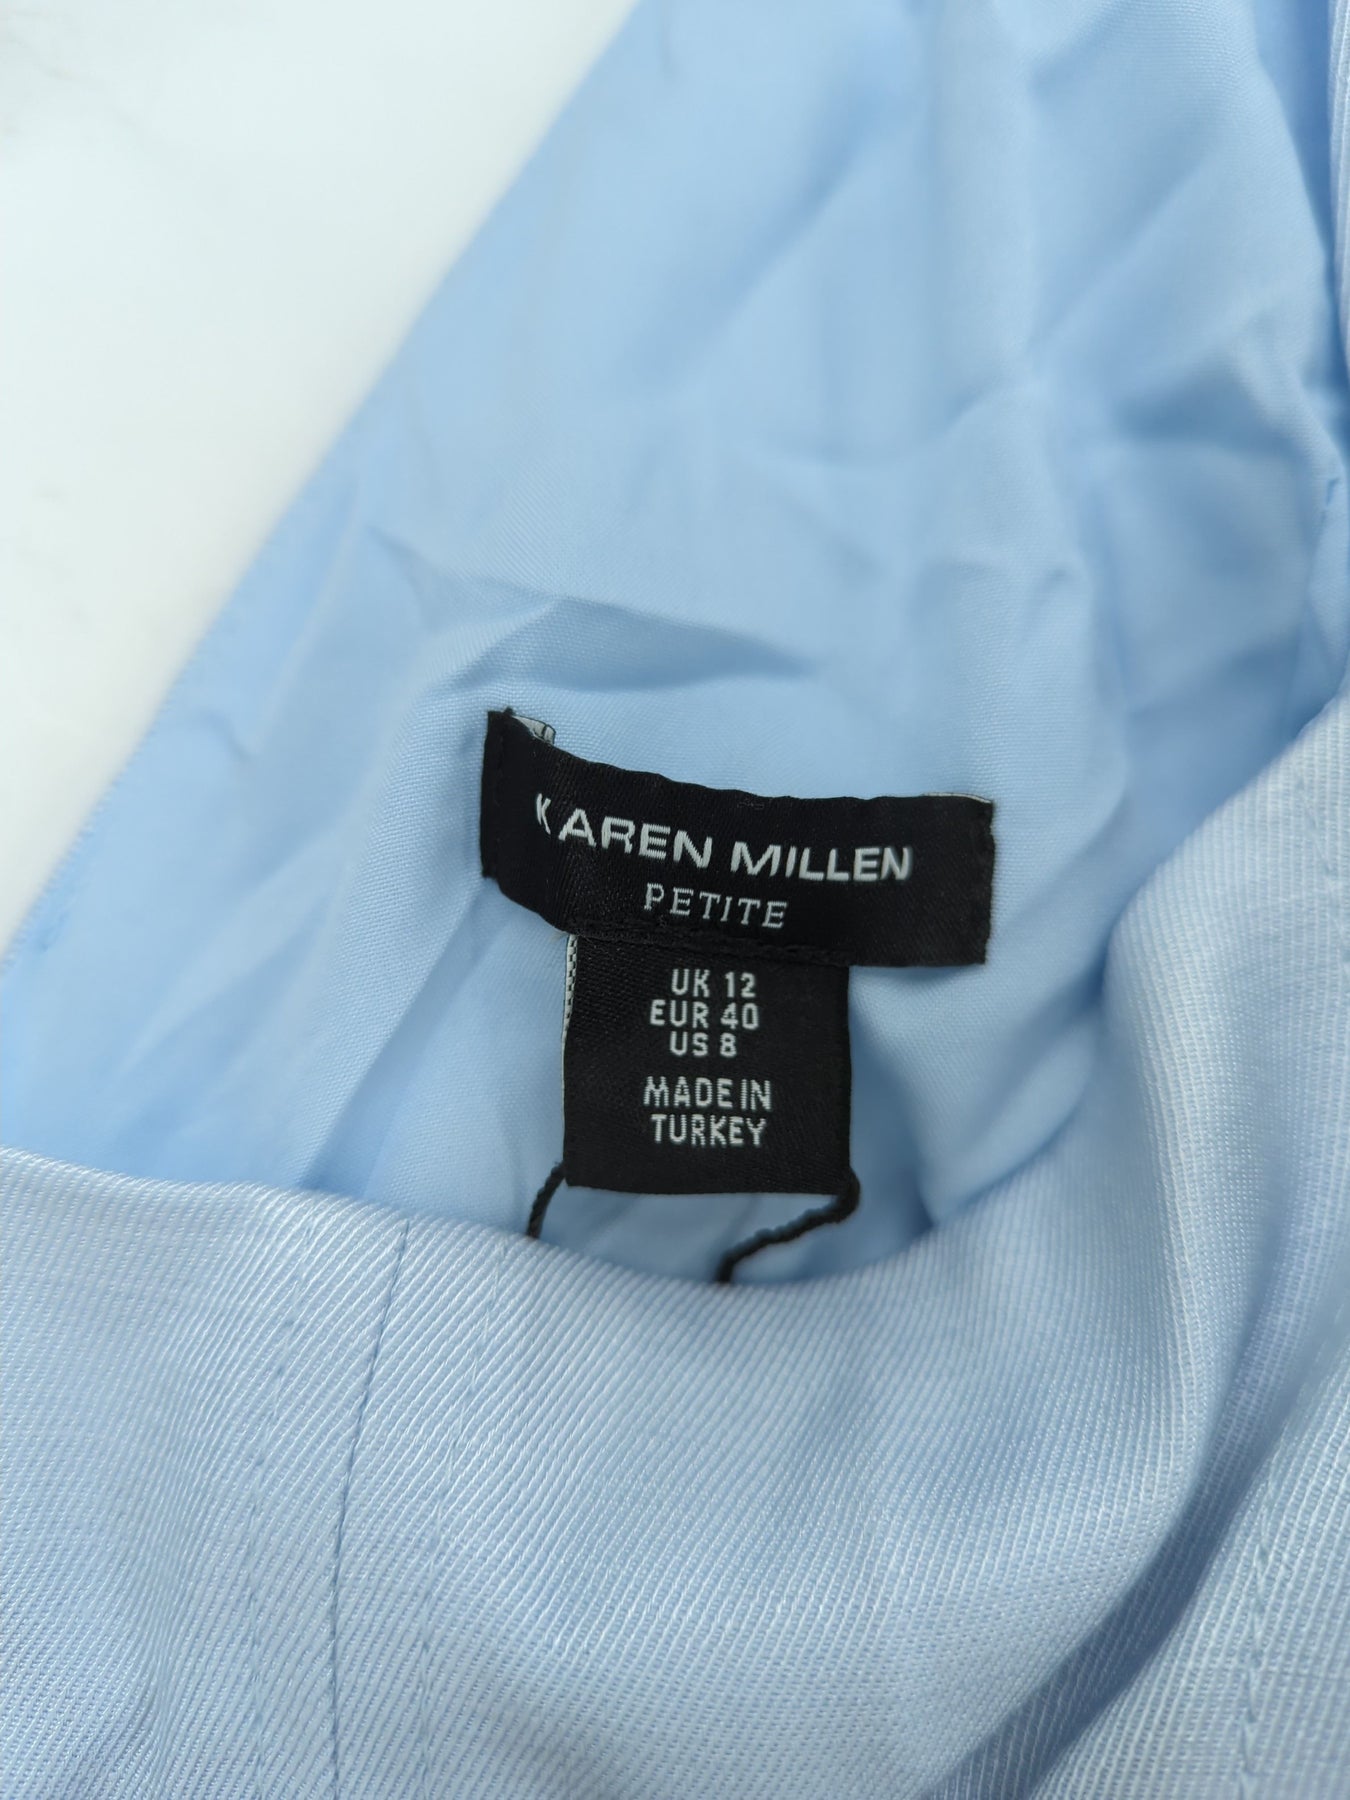 KAREN MILLEN
PETITE
UK 12
EUR 40
US 8
MADE IN
TURKEY